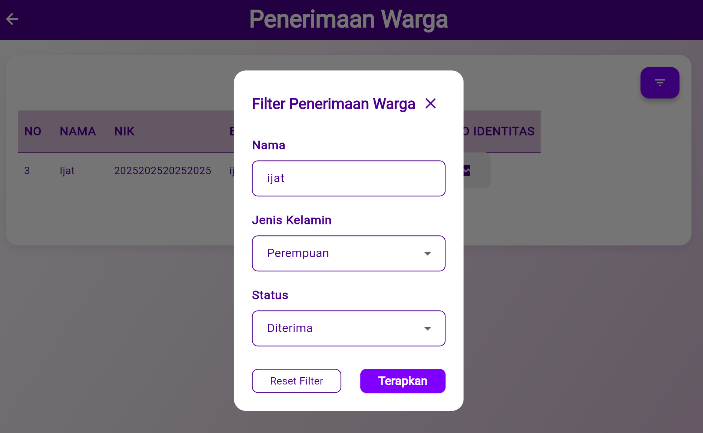 Penerimaan Warga
Filter Penerimaan Warga
NO NAMA NIK IDENTITAS
3 Ijat 2025202520252025
Nama
ijat
Jenis Kelamin
Perempuan
Status
Diterima
Reset Filter Terapkan